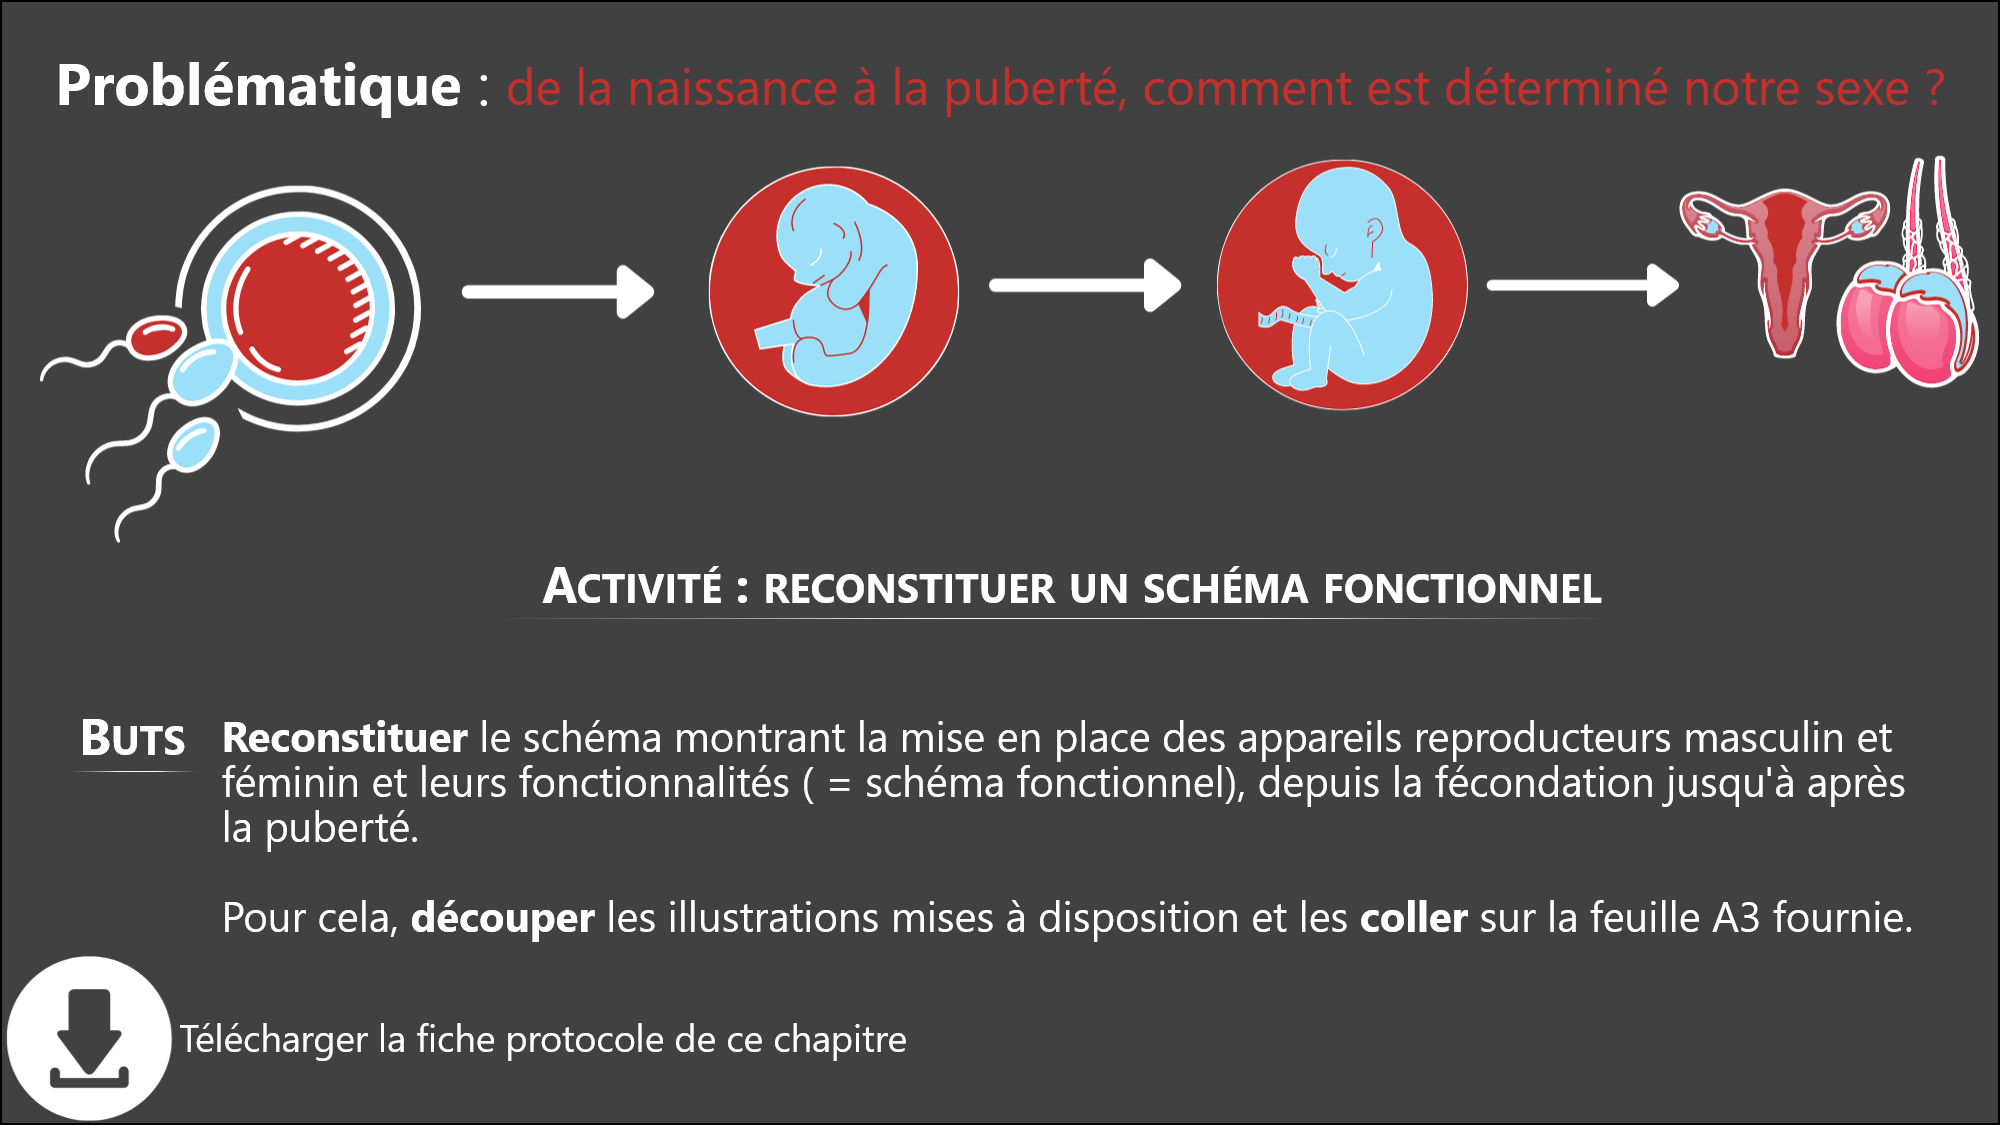 Problématique : de la naissance à la puberté, comment est déterminé notre sexe ?
ACTIVITÉ : RECONSTITUER UN SCHÉMA FONCTIONNEL
BUTS
Reconstituer le schéma montrant la mise en place des appareils reproducteurs masculin et
féminin et leurs fonctionnalités ( = schéma fonctionnel), depuis la fécondation jusqu'à après
la puberté.
Pour cela, découper les illustrations mises à disposition et les coller sur la feuille A3 fournie.
Télécharger la fiche protocole de ce chapitre